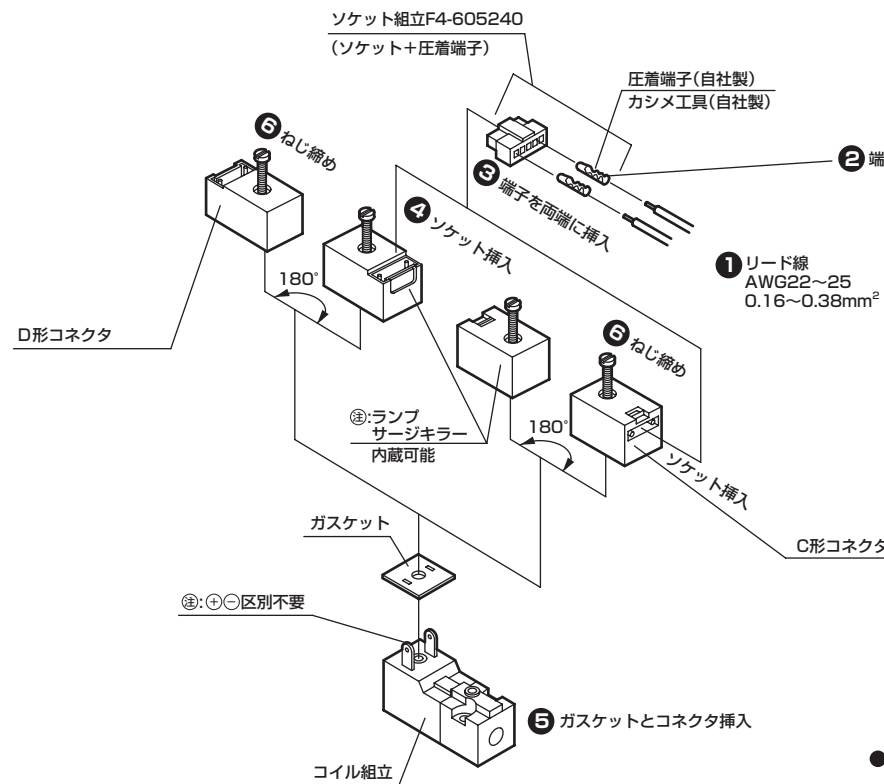 ソケット組立F4-605240
(ソケット+圧着端子)
圧着端子(自社製)
カシメ工具(自社製)
❻ ねじ締め
❷ 端
❸ 端子を両端に挿入
❹ ソケット挿入
❶ リード線
AWG22~25
0.16~0.38mm²
180°
D形コネクタ
❻ ねじ締め
㊟:ランプ
サージキラー
内蔵可能
180°
ソケット挿入
ガスケット
C形コネクタ
㊟:⊕⊖区別不要
❺ ガスケットとコネクタ挿入
コイル組立
●